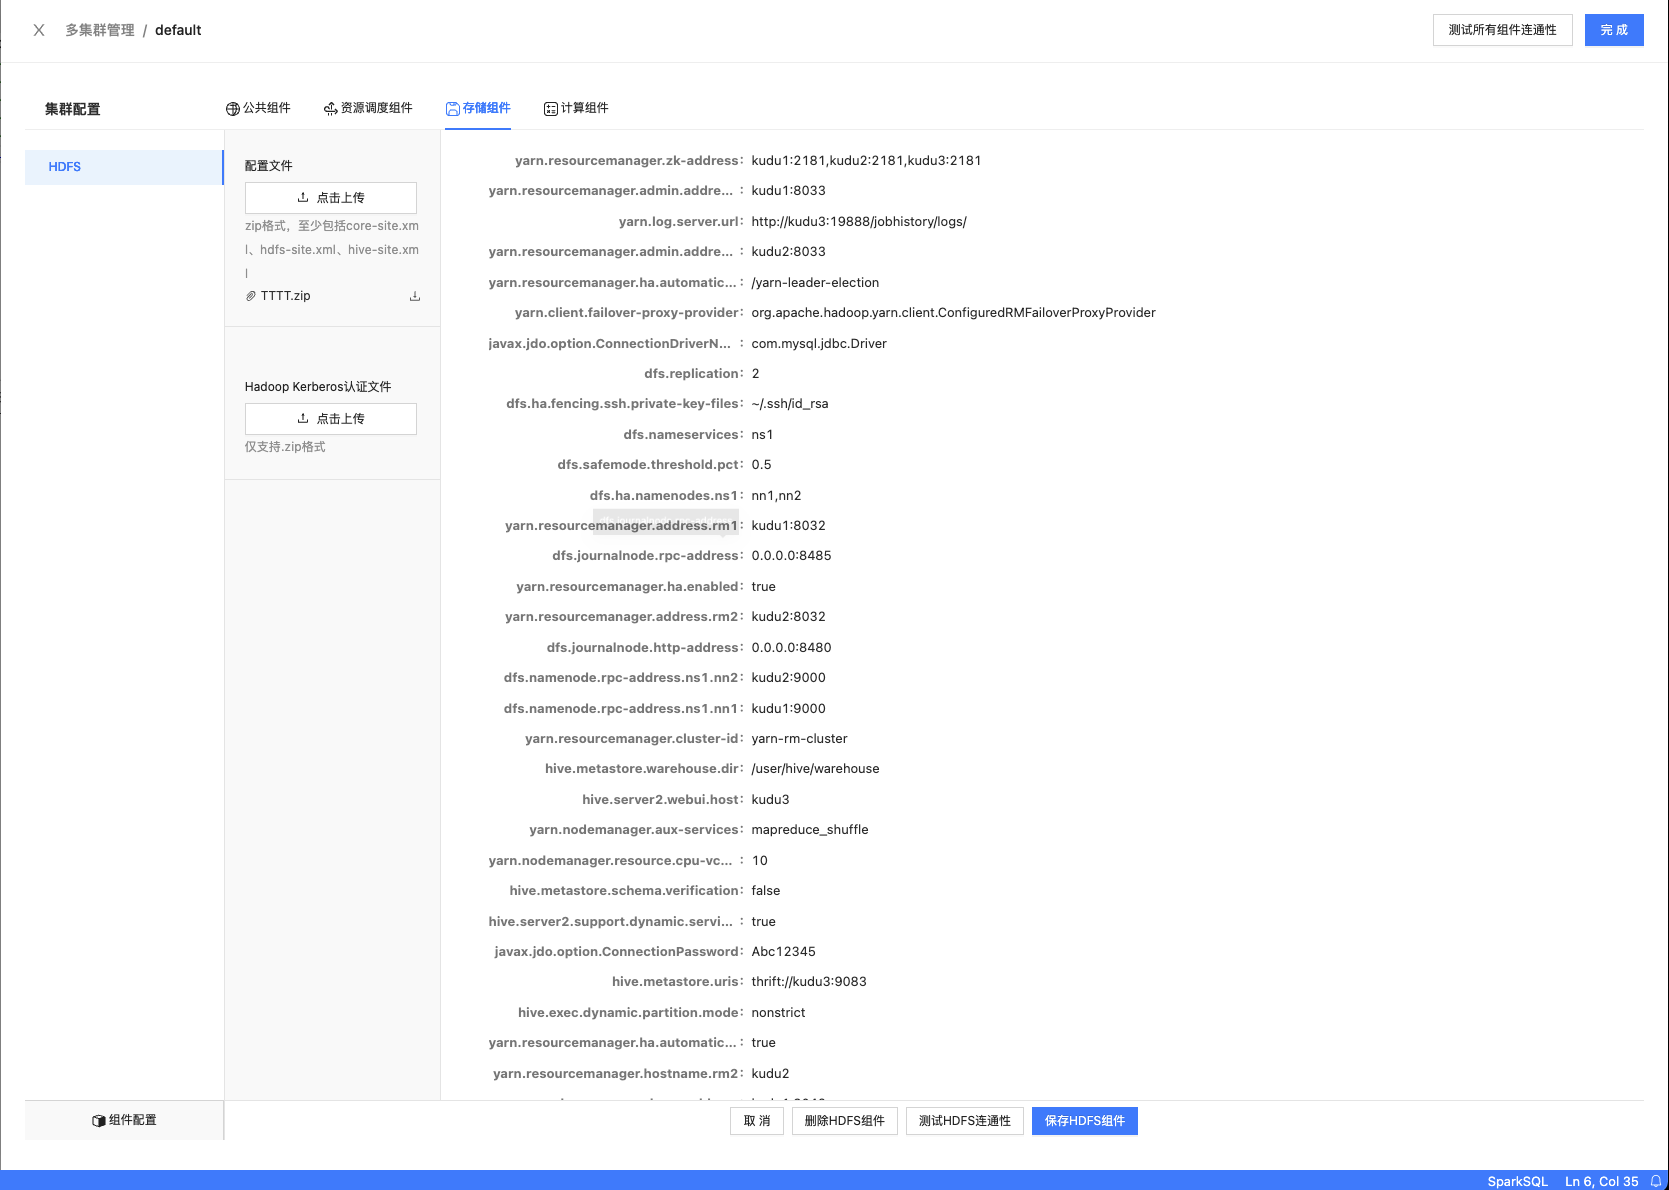 多集群管理 / default
测试所有组件连通性
完 成
集群配置
公共组件
资源调度组件
存储组件
计算组件
HDFS
配置文件
点击上传
zip格式，至少包括core-site.xm
l、hdfs-site.xml、hive-site.xm
l
TTTT.zip
Hadoop Kerberos认证文件
点击上传
仅支持.zip格式
yarn.resourcemanager.zk-address: kudu1:2181,kudu2:2181,kudu3:2181
yarn.resourcemanager.admin.addre... : kudu1:8033
yarn.log.server.url: http://kudu3:19888/jobhistory/logs/
yarn.resourcemanager.admin.addre... : kudu2:8033
yarn.resourcemanager.ha.automatic... : /yarn-leader-election
yarn.client.failover-proxy-provider: org.apache.hadoop.yarn.client.ConfiguredRMFailoverProxyProvider
javax.jdo.option.ConnectionDriverN... : com.mysql.jdbc.Driver
dfs.replication: 2
dfs.ha.fencing.ssh.private-key-files: ~/.ssh/id_rsa
dfs.nameservices: ns1
dfs.safemode.threshold.pct: 0.5
dfs.ha.namenodes.ns1: nn1,nn2
yarn.resourcemanager.address.rm1: kudu1:8032
dfs.journalnode.rpc-address: 0.0.0.0:8485
yarn.resourcemanager.ha.enabled: true
yarn.resourcemanager.address.rm2: kudu2:8032
dfs.journalnode.http-address: 0.0.0.0:8480
dfs.namenode.rpc-address.ns1.nn2: kudu2:9000
dfs.namenode.rpc-address.ns1.nn1: kudu1:9000
yarn.resourcemanager.cluster-id: yarn-rm-cluster
hive.metastore.warehouse.dir: /user/hive/warehouse
hive.server2.webui.host: kudu3
yarn.nodemanager.aux-services: mapreduce_shuffle
yarn.nodemanager.resource.cpu-vc... : 10
hive.metastore.schema.verification: false
hive.server2.support.dynamic.servi... : true
javax.jdo.option.ConnectionPassword: Abc12345
hive.metastore.uris: thrift://kudu3:9083
hive.exec.dynamic.partition.mode: nonstrict
yarn.resourcemanager.ha.automatic... : true
yarn.resourcemanager.hostname.rm2: kudu2
组件配置
取 消
删除HDFS组件
测试HDFS连通性
保存HDFS组件
SparkSQL
Ln 6, Col 35